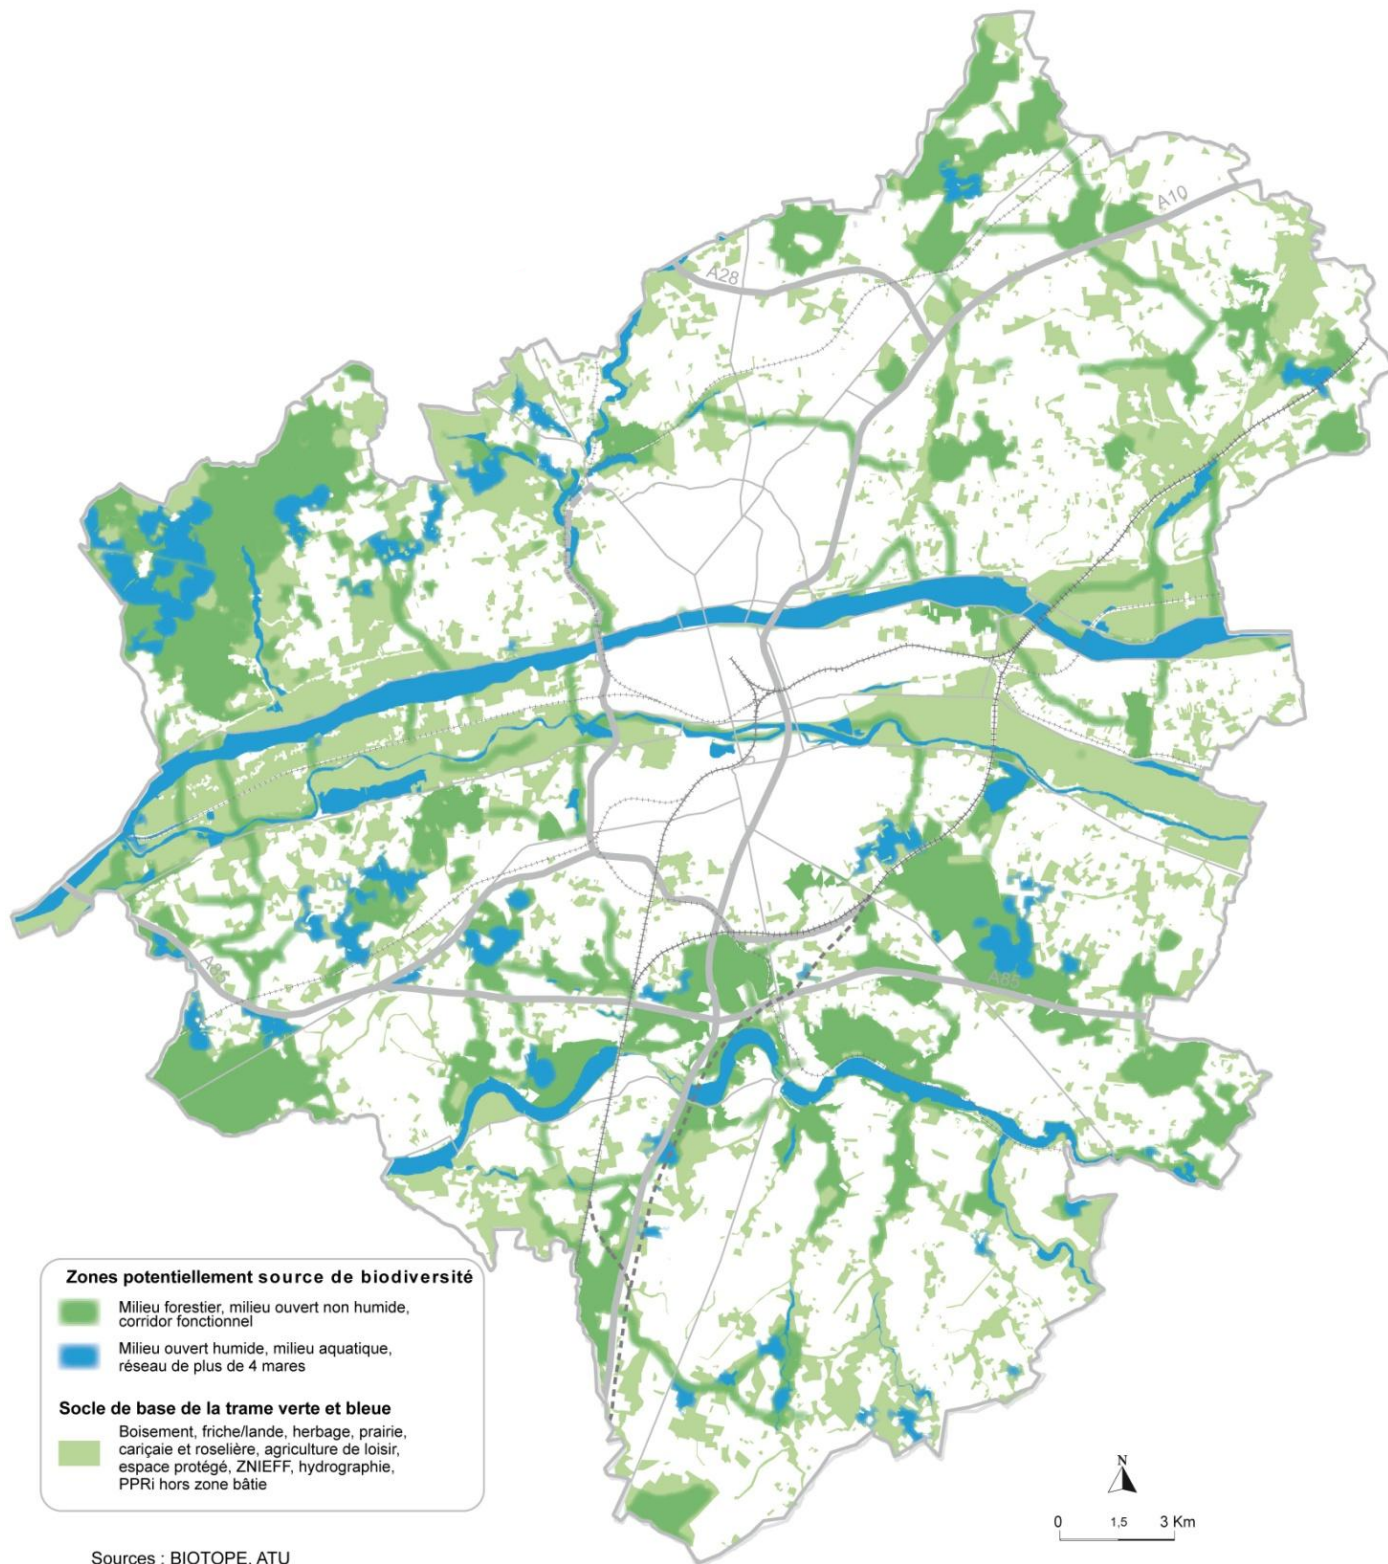 A10
A28
A85
A85
Zones potentiellement source de biodiversité
Milieu forestier, milieu ouvert non humide,
corridor fonctionnel
Milieu ouvert humide, milieu aquatique,
réseau de plus de 4 mares
Socle de base de la trame verte et bleue
Boisement, friche/lande, herbage, prairie,
cariçaie et roselière, agriculture de loisir,
espace protégé, ZNIEFF, hydrographie,
PPRi hors zone bâtie
N
0 1,5 3 Km
Sources : BIOTOPE, ATU